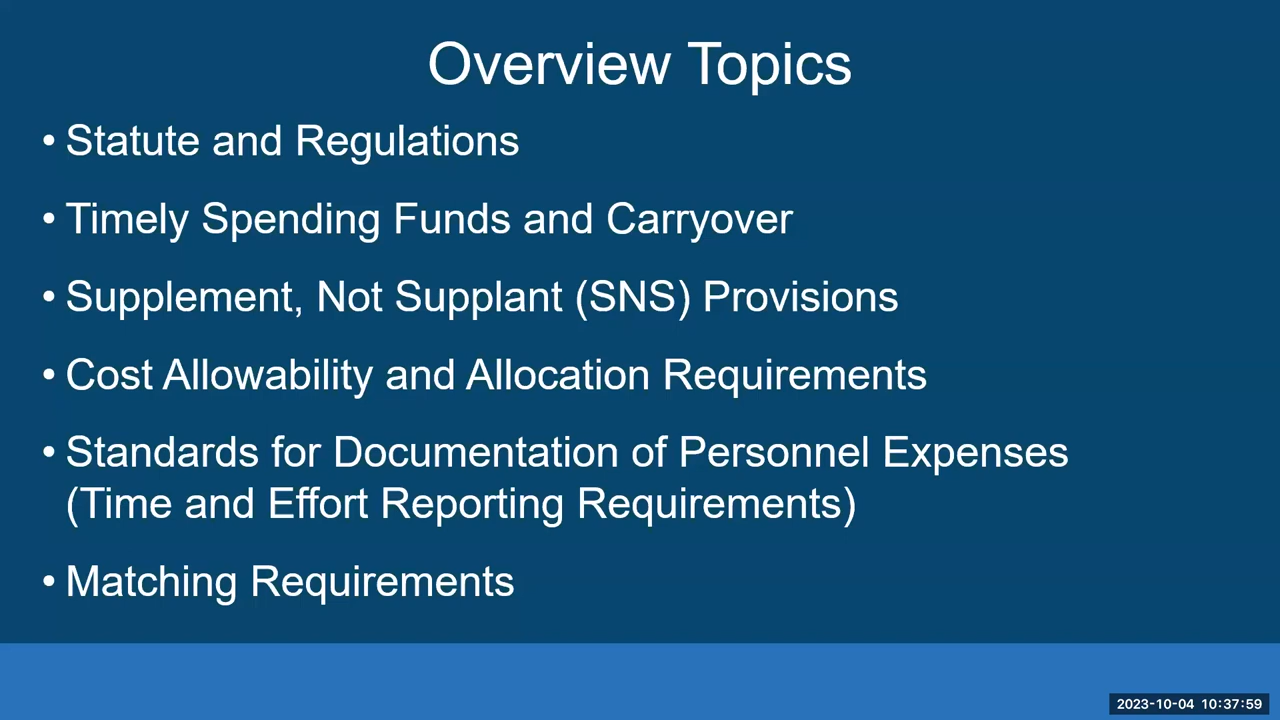 Overview Topics
• Statute and Regulations
• Timely Spending Funds and Carryover
• Supplement, Not Supplant (SNS) Provisions
• Cost Allowability and Allocation Requirements
• Standards for Documentation of Personnel Expenses
(Time and Effort Reporting Requirements)
• Matching Requirements
2023-10-04 10:37:59